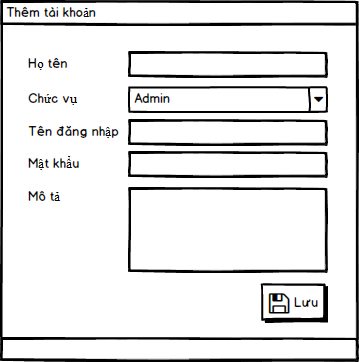 Thêm tài khoản
Họ tên
Chức vụ
Admin
Tên đăng nhập
Mật khẩu
Mô tả
Lưu